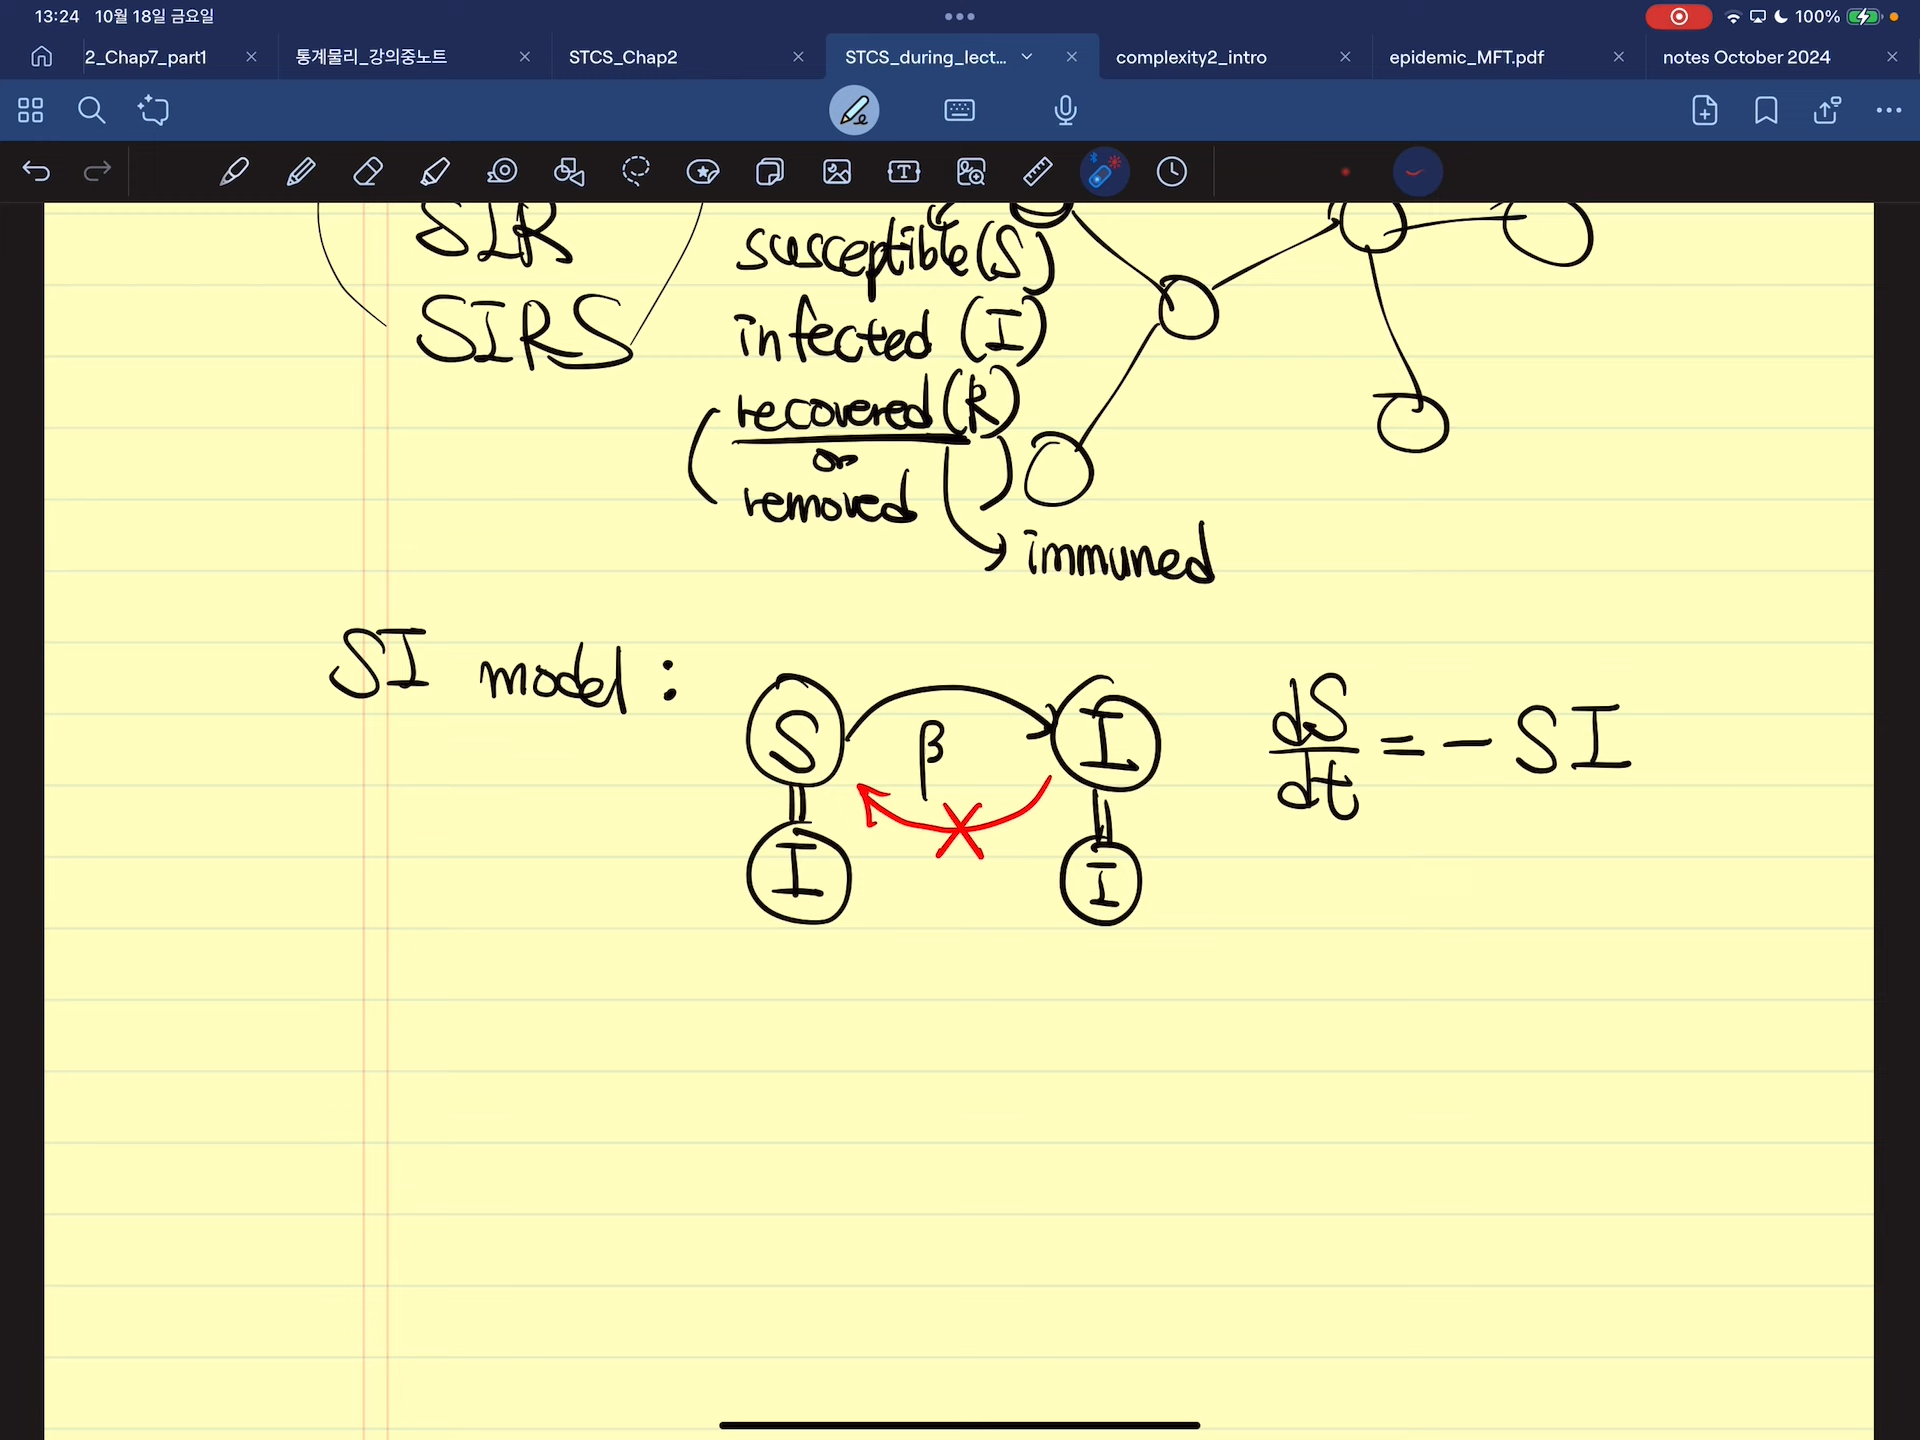 13:24 10월 18일 금요일 100%
2_Chap7_part1 통계물리_강의중노트 STCS_Chap2 STCS_during_lect... complexity2_intro epidemic_MFT.pdf notes October 2024
SIR
SIRS
susceptible (S)
infected (I)
(recovered (R)
or
removed)
immuned
SI model :
S β I
I I
dS/dt = - SI